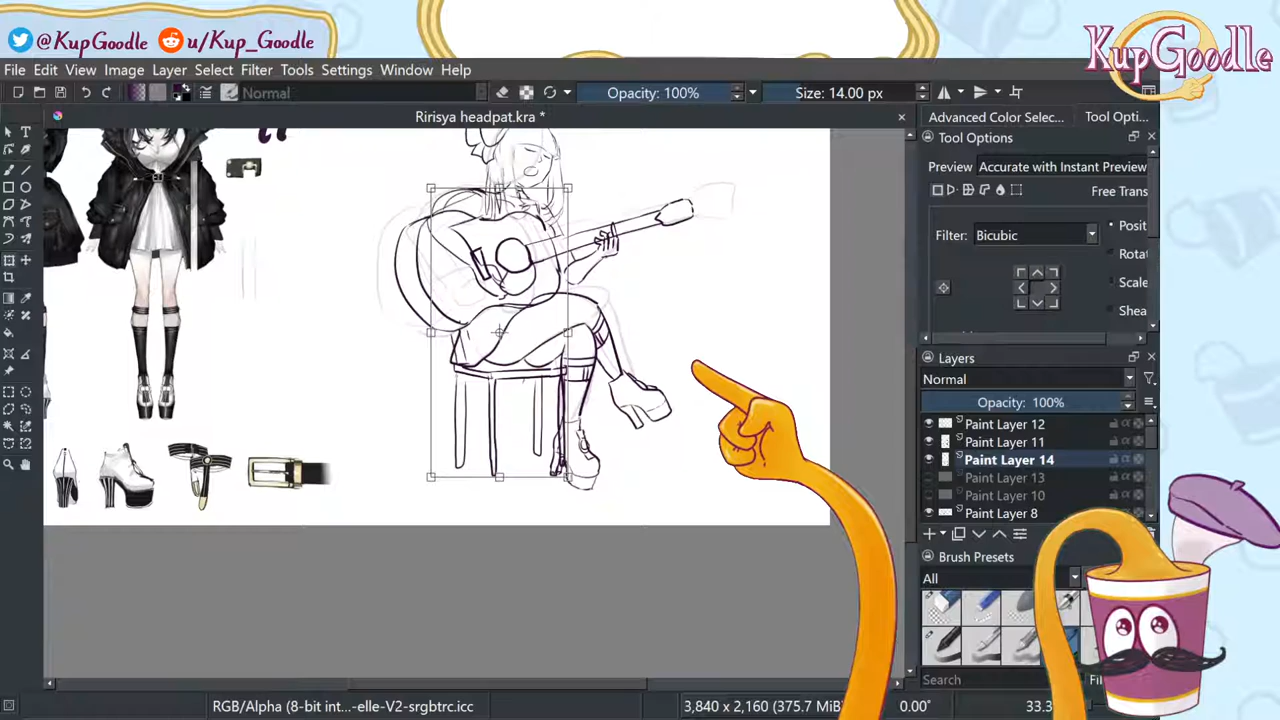 @KupGoodle u/Kup_Goodle
KupGoodle
File Edit View Image Layer Select Filter Tools Settings Window Help
Normal
Opacity: 100%
Size: 14.00 px
Ririsya headpat.kra *
Advanced Color Selec...
Tool Opti...
Tool Options
Preview Accurate with Instant Preview
Free Trans
Filter: Bicubic
Posit
Rota
Scale
Shea
Layers
Normal
Opacity: 100%
Paint Layer 12
Paint Layer 11
Paint Layer 14
Paint Layer 13
Paint Layer 10
Paint Layer 8
Brush Presets
All
Search
Fil
RGB/Alpha (8-bit int...-elle-V2-srgbtrc.icc
3,840 x 2,160 (375.7 MiB
0.00°
33.3